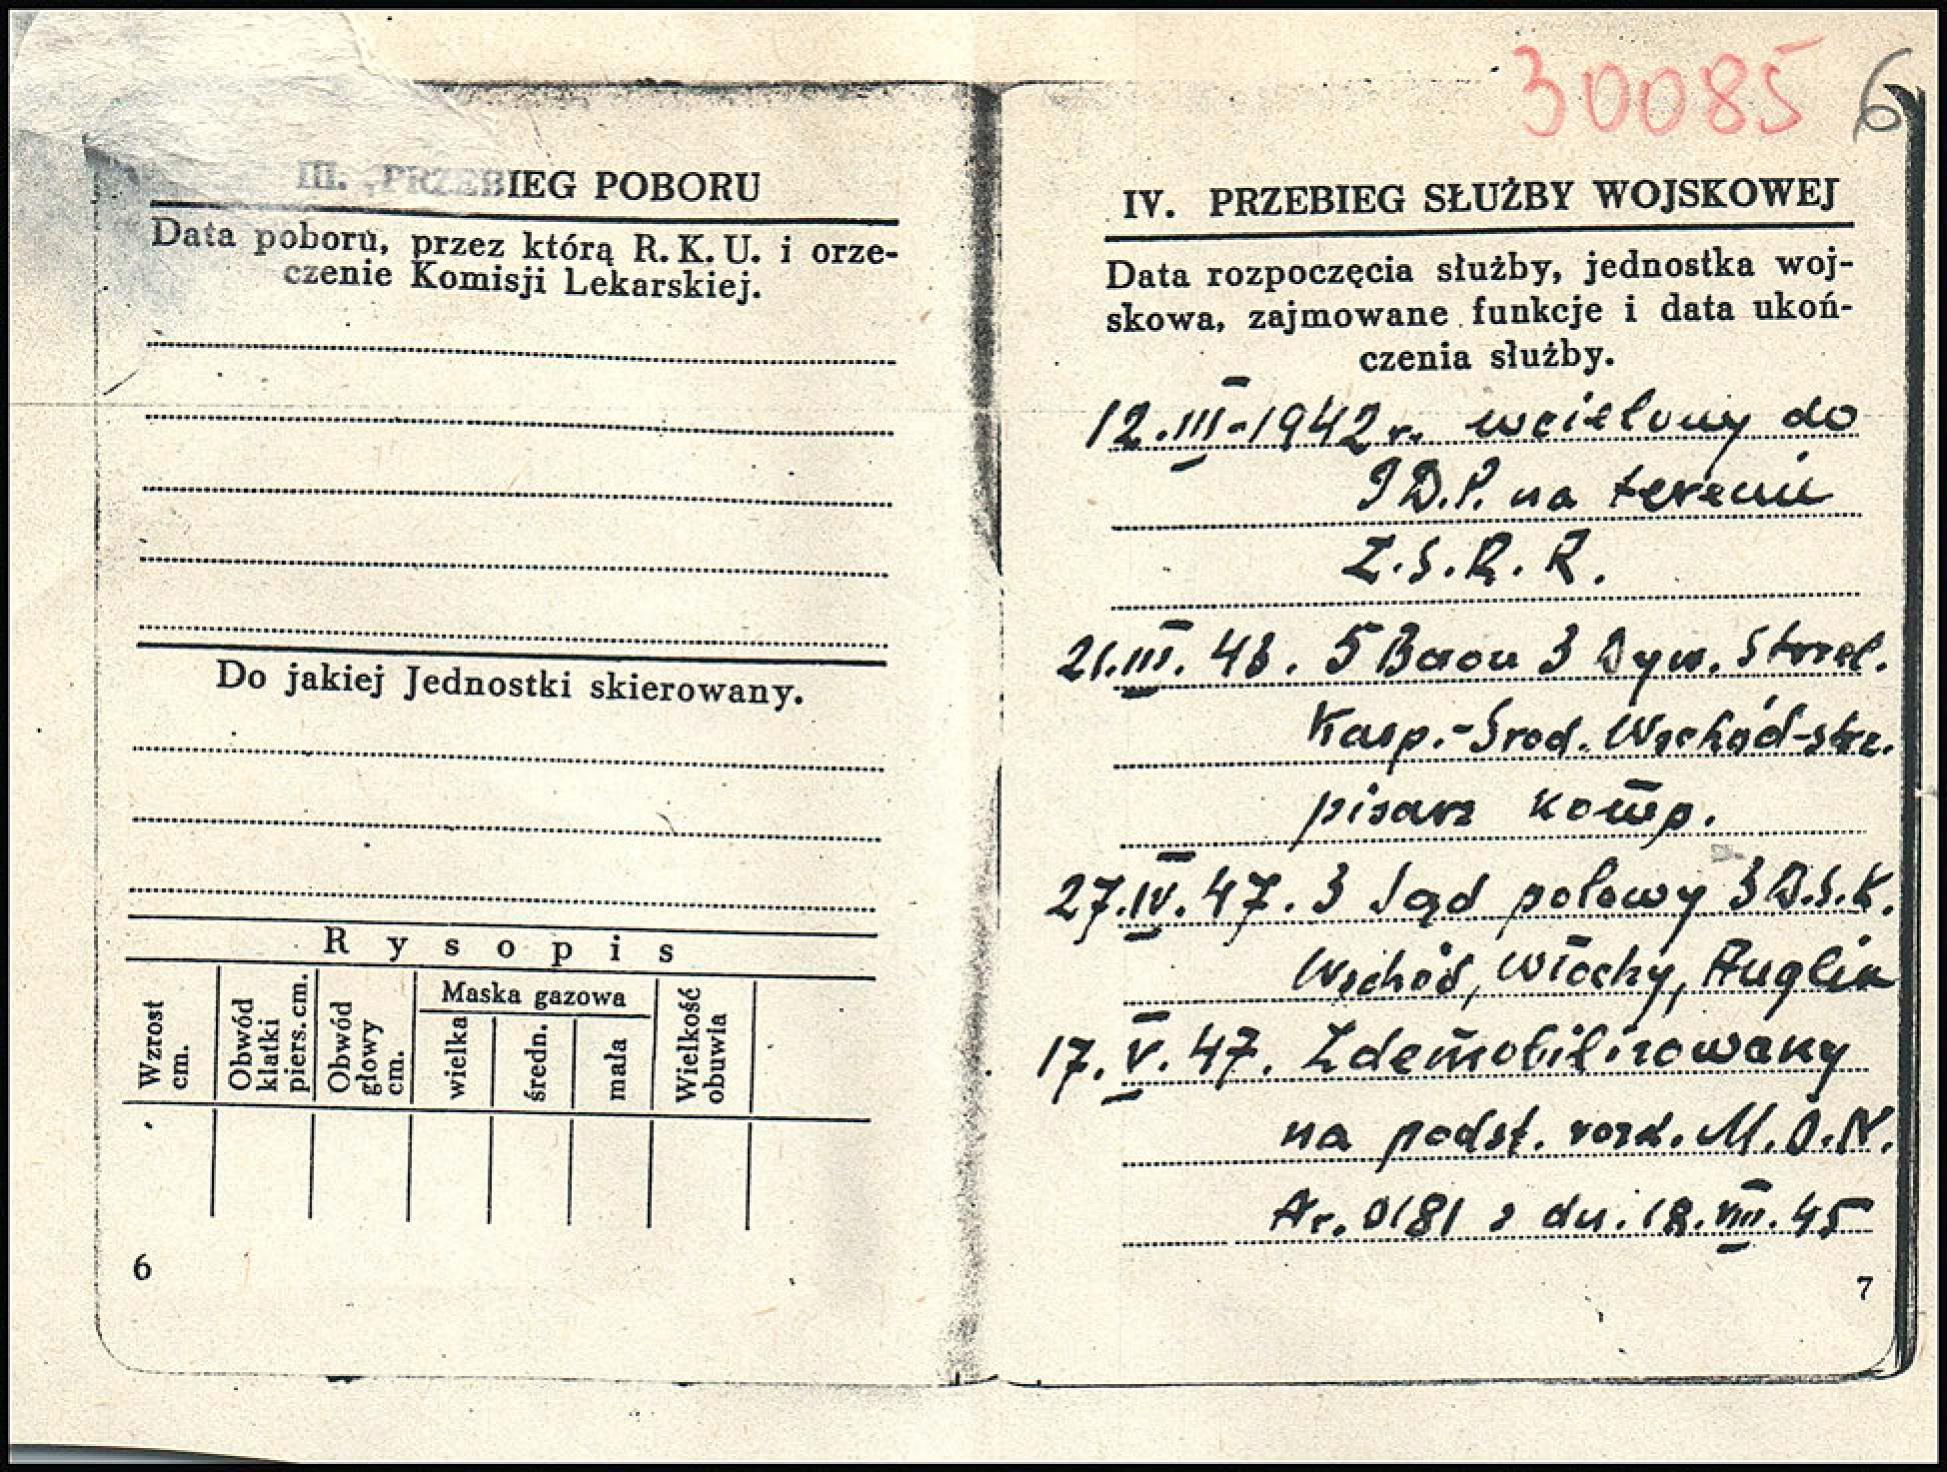 30085 6
III. PRZEBIEG POBORU
Data poboru, przez którą R. K. U. i orze-
czenie Komisji Lekarskiej.
Do jakiej Jednostki skierowany.
Rysopis
Wzrost cm.
Obwód klatki piers. cm.
Obwód głowy cm.
Maska gazowa
wielka
średn.
mała
Wielkość obuwia
6
IV. PRZEBIEG SŁUŻBY WOJSKOWEJ
Data rozpoczęcia służby, jednostka woj-
skowa, zajmowane funkcje i data ukoń-
czenia służby.
12.III-1942 r. wcielony do
D.P. na terenie
Z.S.R.R.
21.III.43. 5 Baon 3 Dyw. Strzel.
Karp.-Środ. Wschód-strz.
pisarz komp.
27.IV.47. 3 Sąd polowy 3 D.S.K.
Wschód, Włochy, Anglia
17.V.47. Zdemobilizowany
na podst. rozk. M.O.N.
Nr. 0181 z dn. 18.VIII.45
7